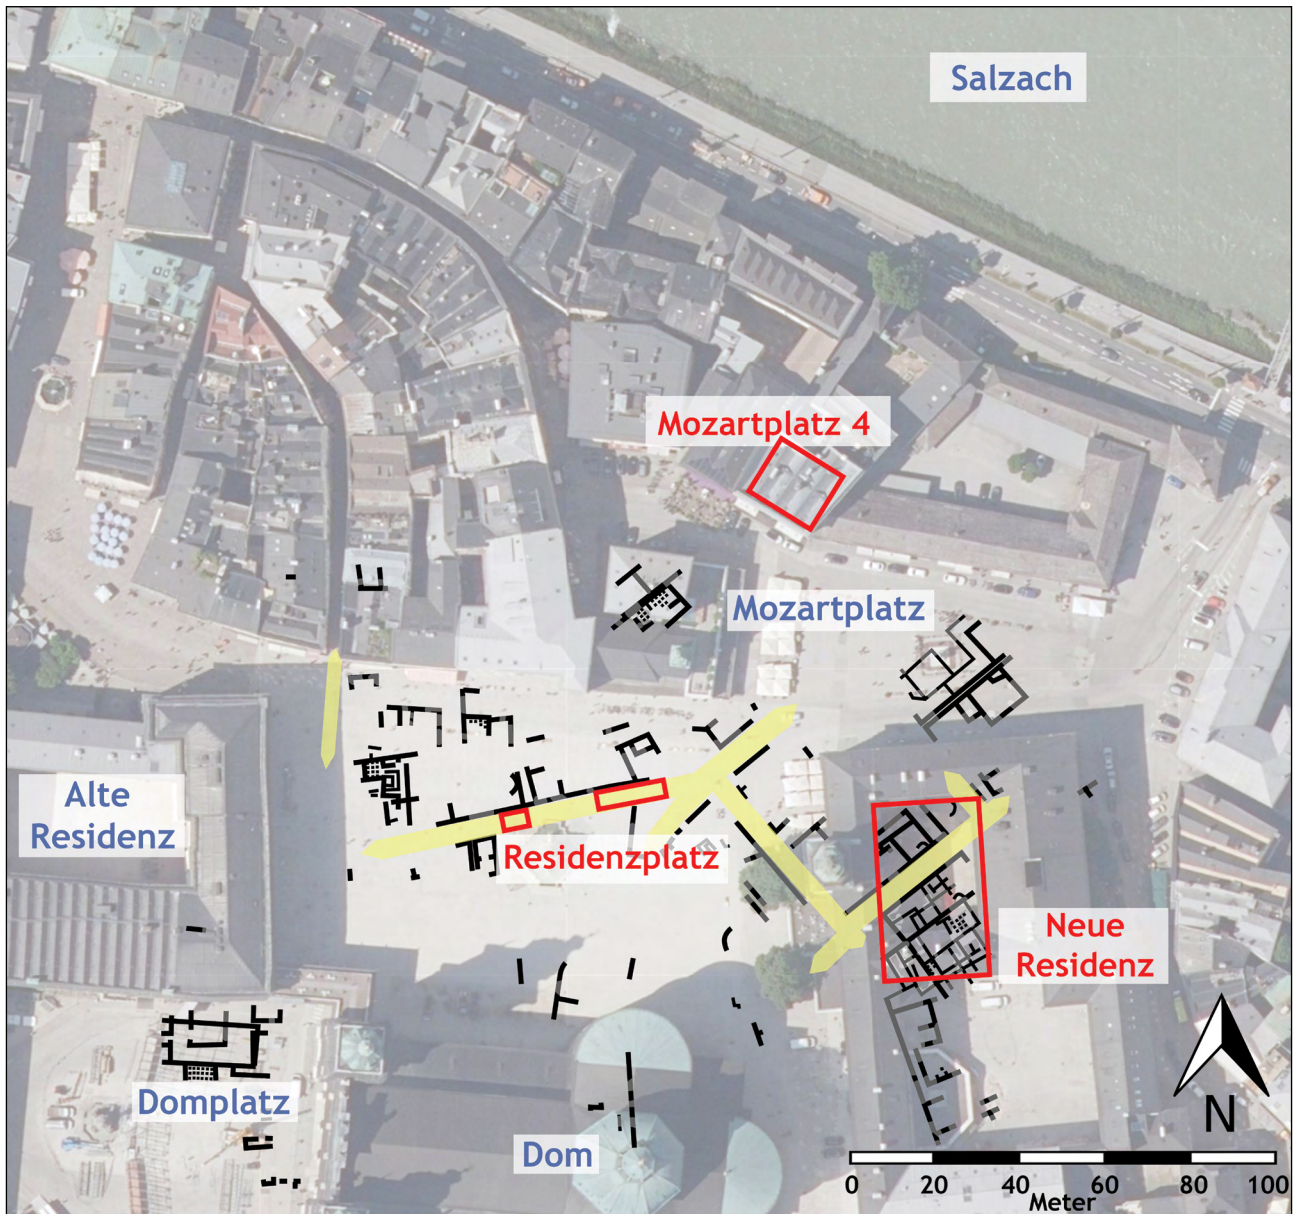 Salzach
Mozartplatz 4
Mozartplatz
Alte
Residenz
Residenzplatz
Neue
Residenz
Domplatz
Dom
N
0 20 40 60 80 100
Meter